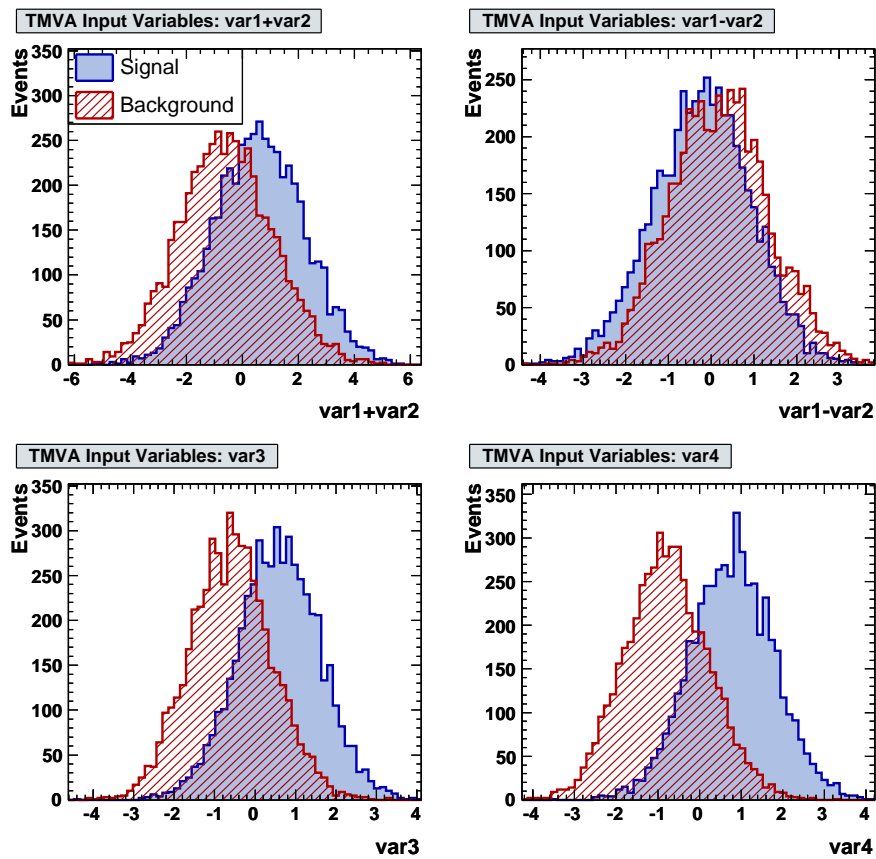 TMVA Input Variables: var1+var2
Events
350
300
250
200
150
100
50
0
Signal
Background
-6 -4 -2 0 2 4 6
var1+var2
TMVA Input Variables: var1-var2
Events
250
200
150
100
50
0
-4 -3 -2 -1 0 1 2 3
var1-var2
TMVA Input Variables: var3
Events
350
300
250
200
150
100
50
0
-4 -3 -2 -1 0 1 2 3 4
var3
TMVA Input Variables: var4
Events
350
300
250
200
150
100
50
0
-4 -3 -2 -1 0 1 2 3 4
var4